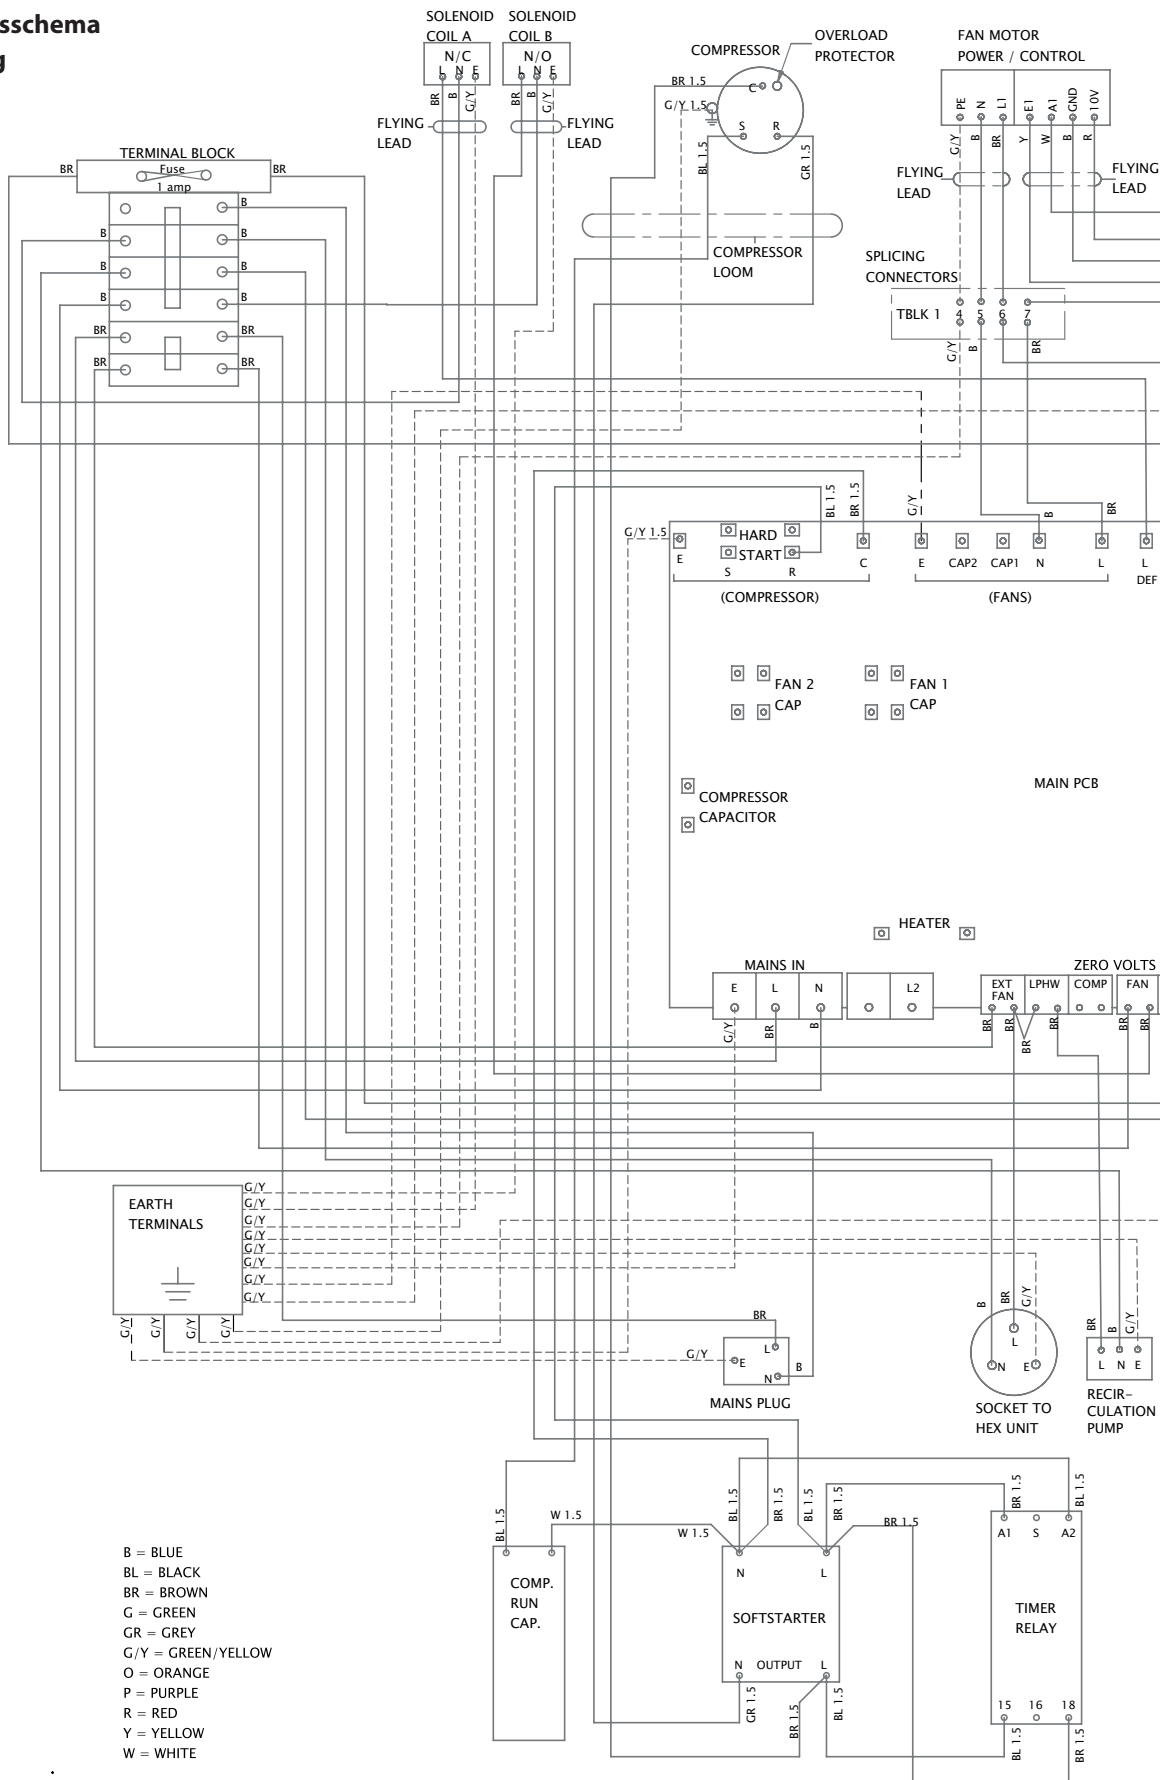 sschema
g
SOLENOID
COIL A
SOLENOID
COIL B
N/C
N/O
L N E
L N E
BR
B
G/Y
BR
B
G/Y
FLYING
LEAD
FLYING
LEAD
COMPRESSOR
OVERLOAD
PROTECTOR
BR 1.5
G/Y 1.5
C
S
R
BL 1.5
GR 1.5
COMPRESSOR
LOOM
FAN MOTOR
POWER / CONTROL
PE
N
L1
E1
A1
GND
10V
G/Y
B
BR
Y
W
B
R
FLYING
LEAD
FLYING
LEAD
SPLICING
CONNECTORS
TBLK 1
4 5 6 7
G/Y
B
BR
TERMINAL BLOCK
BR
Fuse
1 amp
BR
B
B
B
B
B
B
B
BR
BR
BR
BR
G/Y 1.5
E
HARD
START
S
R
BL 1.5
BR 1.5
C
(COMPRESSOR)
G/Y
B
BR
E
CAP2
CAP1
N
L
L
DEF
(FANS)
FAN 2
CAP
FAN 1
CAP
COMPRESSOR
CAPACITOR
MAIN PCB
HEATER
MAINS IN
E
L
N
L2
G/Y
BR
B
ZERO VOLTS
EXT
FAN
LPHW
COMP
FAN
BR
BR
BR
BR
BR
BR
EARTH
TERMINALS
G/Y
G/Y
G/Y
G/Y
G/Y
G/Y
G/Y
G/Y
G/Y
G/Y
G/Y
G/Y
BR
G/Y
E
L
N
B
MAINS PLUG
B
BR
G/Y
L
N
E
SOCKET TO
HEX UNIT
BR
B
G/Y
L N E
RECIR-
CULATION
PUMP
BL 1.5
W 1.5
W 1.5
COMP.
RUN
CAP.
BL 1.5
BR 1.5
BL 1.5
BR 1.5
BR 1.5
N
L
SOFTSTARTER
N
OUTPUT
L
GR 1.5
BR 1.5
BL 1.5
BR 1.5
BL 1.5
A1
S
A2
TIMER
RELAY
15
16
18
BL 1.5
BR 1.5
B = BLUE
BL = BLACK
BR = BROWN
G = GREEN
GR = GREY
G/Y = GREEN/YELLOW
O = ORANGE
P = PURPLE
R = RED
Y = YELLOW
W = WHITE